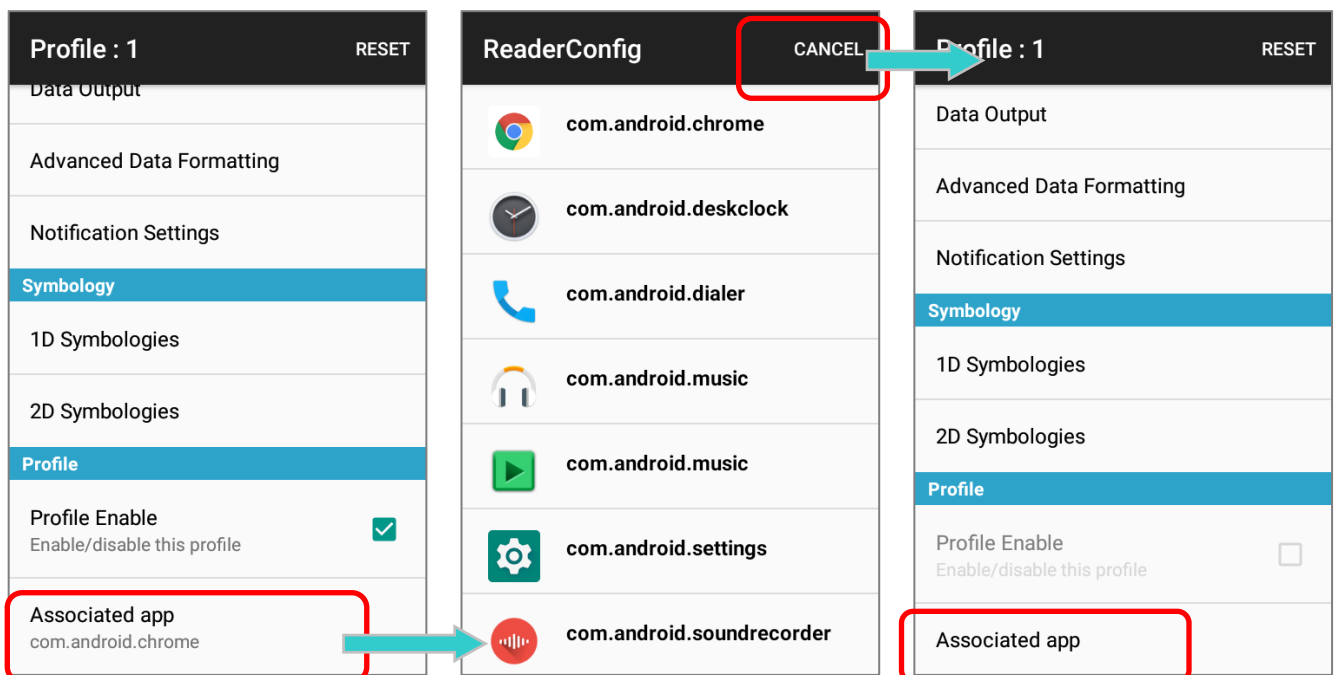 Profile : 1
RESET
Data Output
Advanced Data Formatting
Notification Settings
Symbology
1D Symbologies
2D Symbologies
Profile
Profile Enable
Enable/disable this profile
Associated app
com.android.chrome
ReaderConfig
CANCEL
com.android.chrome
com.android.deskclock
com.android.dialer
com.android.music
com.android.music
com.android.settings
com.android.soundrecorder
Profile : 1
RESET
Data Output
Advanced Data Formatting
Notification Settings
Symbology
1D Symbologies
2D Symbologies
Profile
Profile Enable
Enable/disable this profile
Associated app